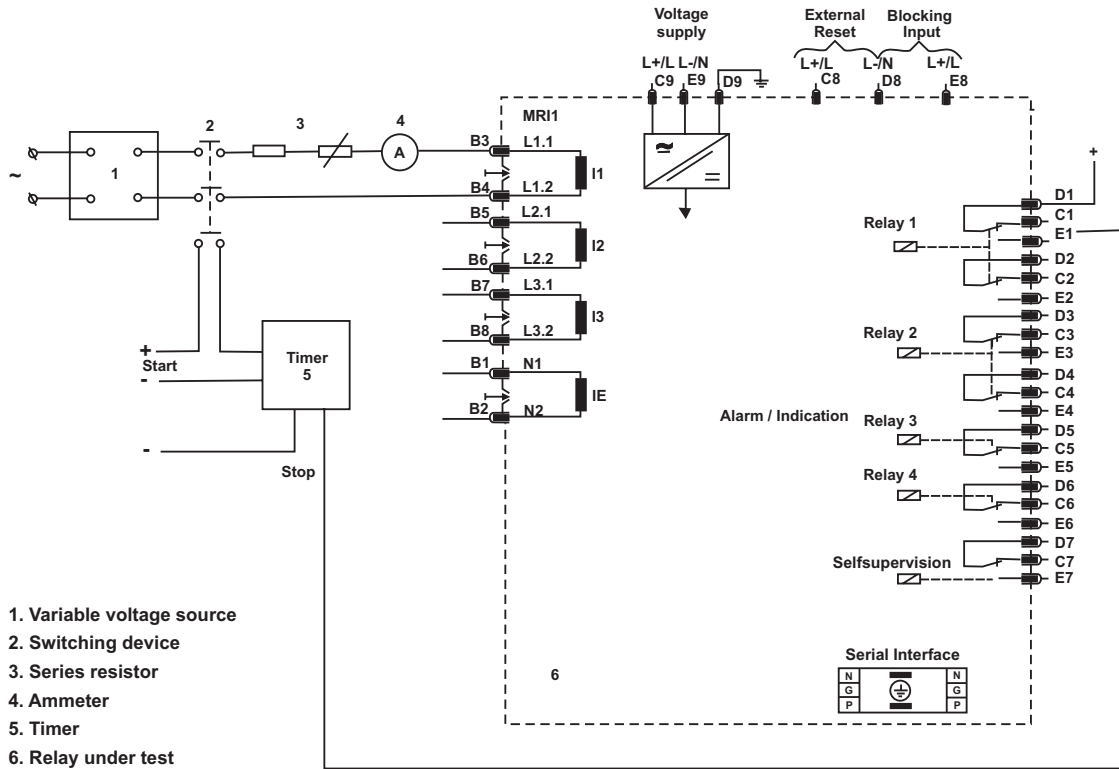 Voltage
supply
External
Reset
Blocking
Input
L+/L L-/N
C9 E9 D9
L+/L L-/N L+/L
C8 D8 E8
MRI1
2 3 4
A
~
1
B3 L1.1
I1
B4 L1.2
B5 L2.1
I2
B6 L2.2
B7 L3.1
I3
B8 L3.2
B1 N1
IE
B2 N2
+
Start
-
-
Timer
5
Stop
≂
=
+
D1
C1
E1
D2
C2
E2
D3
C3
E3
D4
C4
E4
D5
C5
E5
D6
C6
E6
D7
C7
E7
Relay 1
Relay 2
Alarm / Indication
Relay 3
Relay 4
Selfsupervision
6
Serial Interface
N N
G G
P P
1. Variable voltage source
2. Switching device
3. Series resistor
4. Ammeter
5. Timer
6. Relay under test